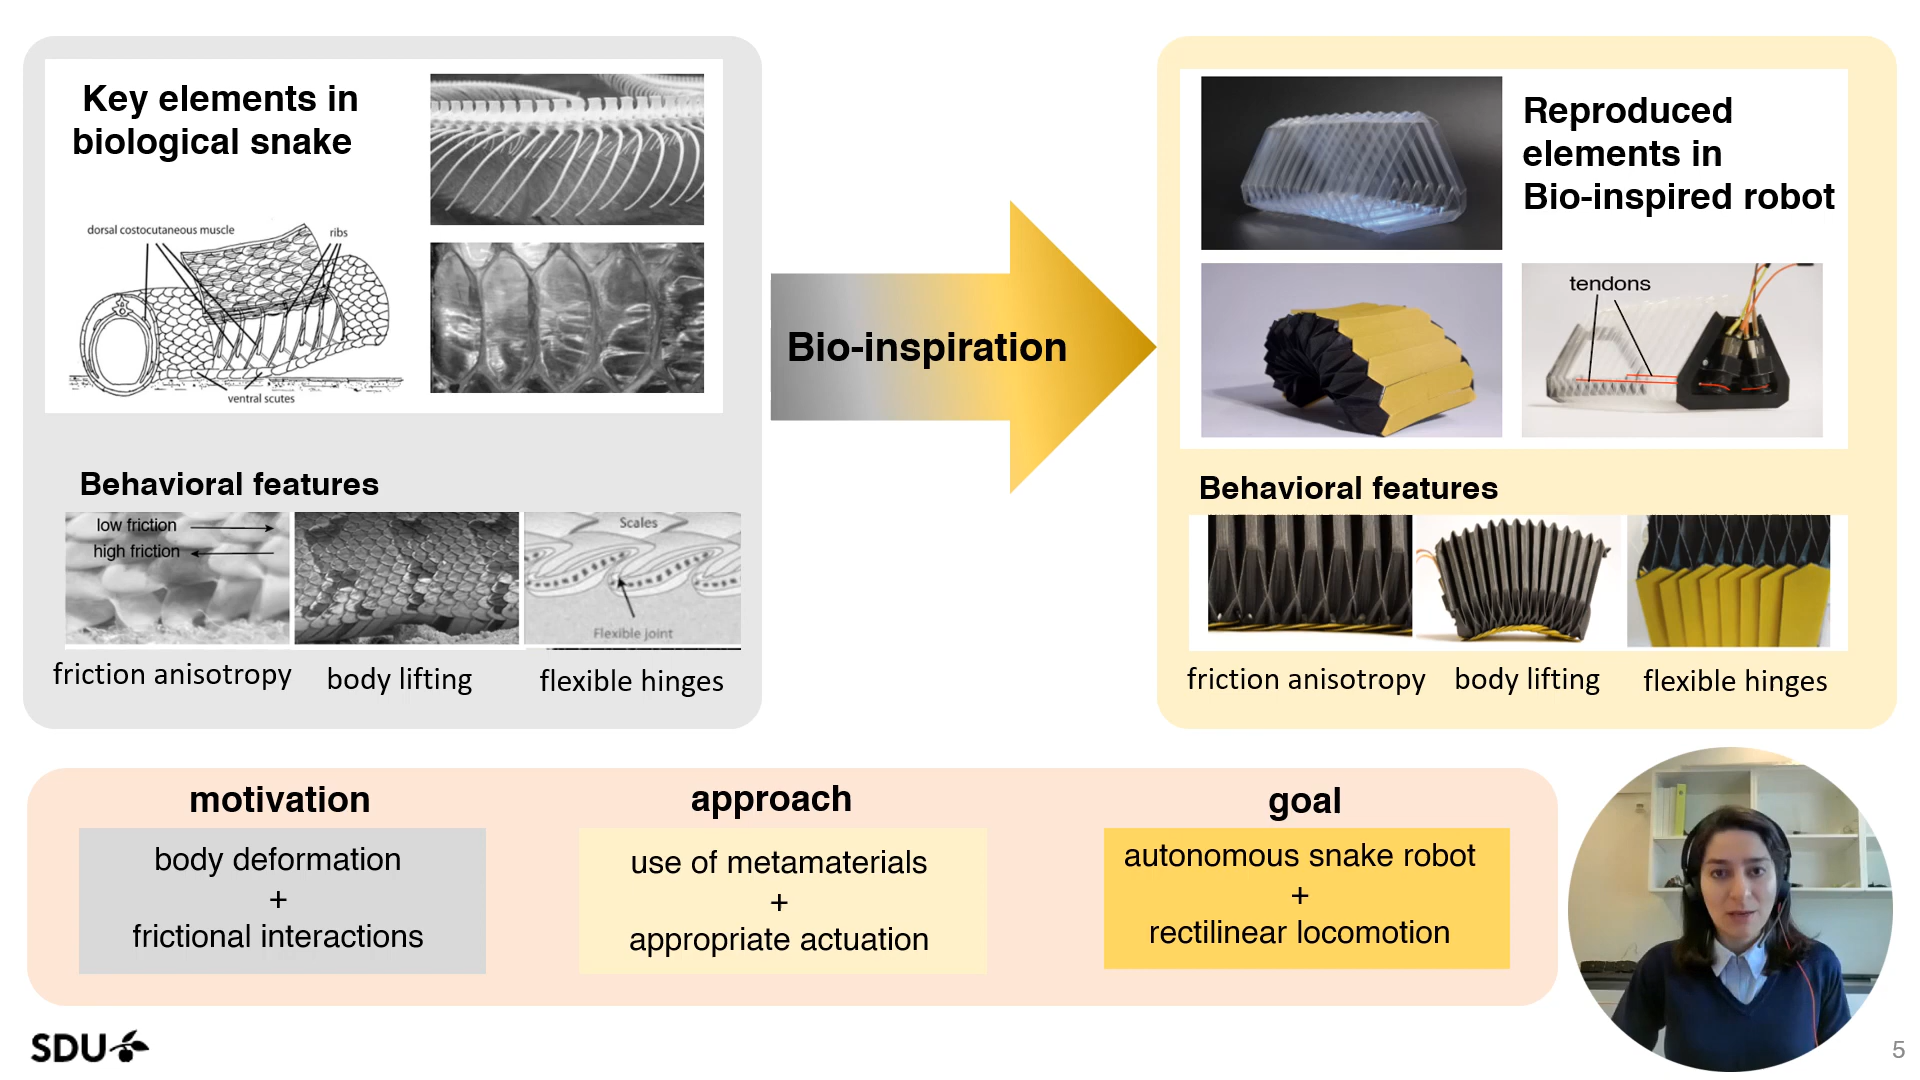 Key elements in
biological snake
dorsal costocutaneous muscle
ribs
ventral scutes
Behavioral features
low friction
high friction
Scales
Flexible joint
friction anisotropy
body lifting
flexible hinges
Bio-inspiration
Reproduced
elements in
Bio-inspired robot
tendons
Behavioral features
friction anisotropy
body lifting
flexible hinges
motivation
body deformation
+
frictional interactions
approach
use of metamaterials
+
appropriate actuation
goal
autonomous snake robot
+
rectilinear locomotion
SDU
5